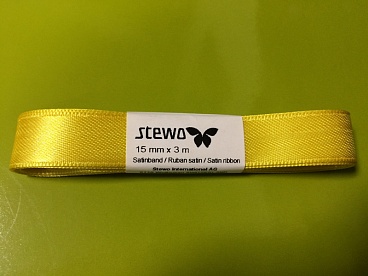 stewo
15 mm x 3 m
Satinband / Ruban satin / Satin ribbon
Stewo International AG